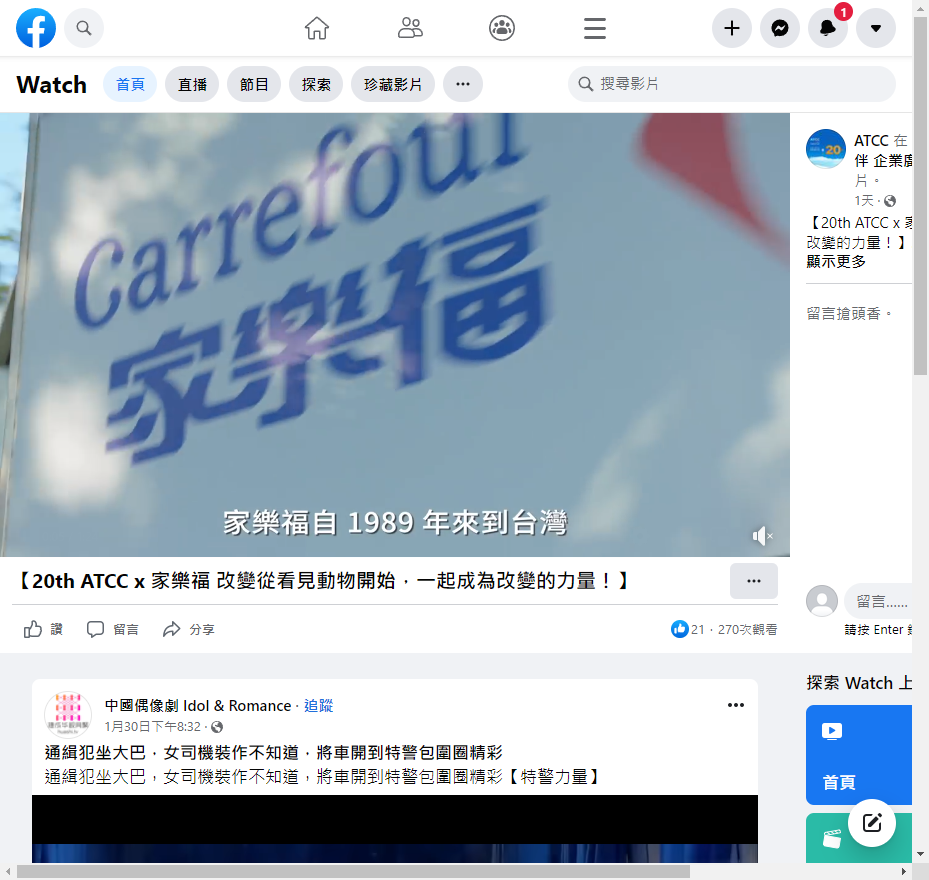 1
Watch
首頁
直播
節目
探索
珍藏影片
搜尋影片
Carrefour
家樂福
家樂福自 1989 年來到台灣
ATCC 在
伴 企業廣
片。
1天
【20th ATCC x 家
改變的力量！】
顯示更多
留言搶頭香。
【20th ATCC x 家樂福 改變從看見動物開始，一起成為改變的力量！】
讚
留言
分享
21 · 270次觀看
留言......
請按 Enter
探索 Watch 上
首頁
中國偶像劇 Idol & Romance · 追蹤
1月30日下午8:32
通緝犯坐大巴，女司機裝作不知道，將車開到特警包圍圈精彩
通緝犯坐大巴，女司機裝作不知道，將車開到特警包圍圈精彩【特警力量】